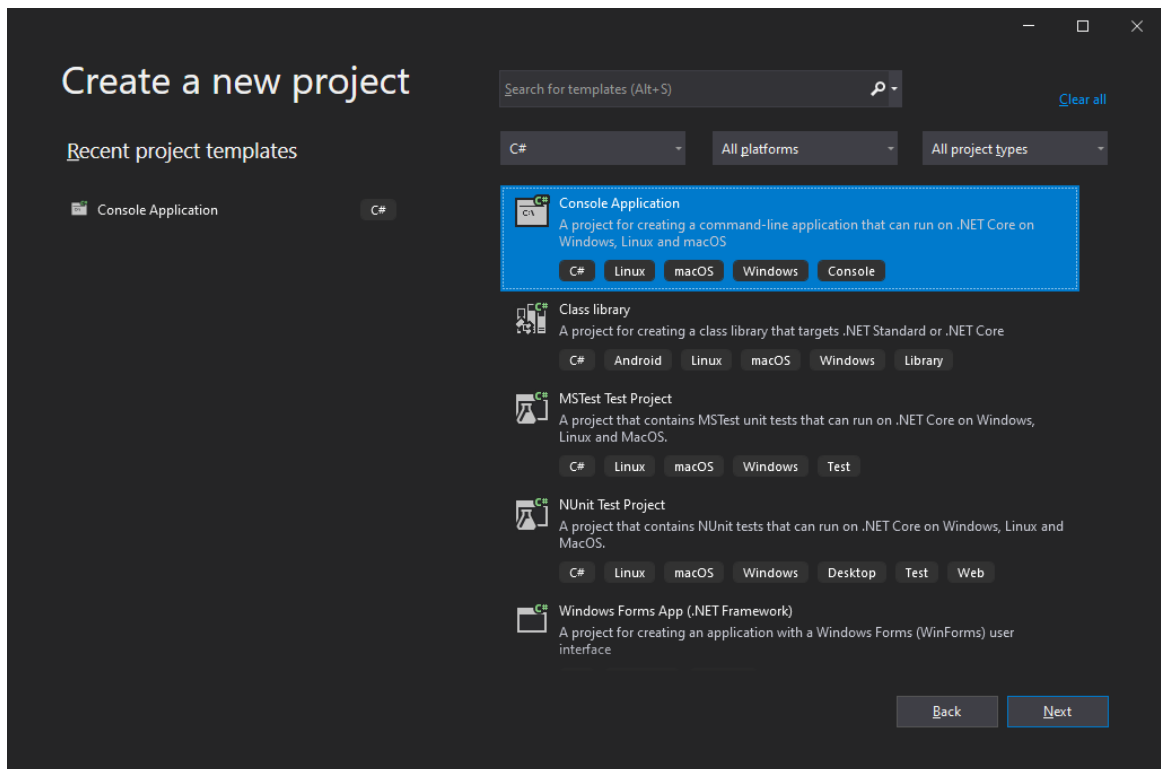 Create a new project
Search for templates (Alt+S)
Clear all
Recent project templates
C# All platforms All project types
Console Application C#
Console Application
A project for creating a command-line application that can run on .NET Core on
Windows, Linux and macOS
C# Linux macOS Windows Console
Class library
A project for creating a class library that targets .NET Standard or .NET Core
C# Android Linux macOS Windows Library
MSTest Test Project
A project that contains MSTest unit tests that can run on .NET Core on Windows,
Linux and MacOS.
C# Linux macOS Windows Test
NUnit Test Project
A project that contains NUnit tests that can run on .NET Core on Windows, Linux and
MacOS.
C# Linux macOS Windows Desktop Test Web
Windows Forms App (.NET Framework)
A project for creating an application with a Windows Forms (WinForms) user
interface
Back Next